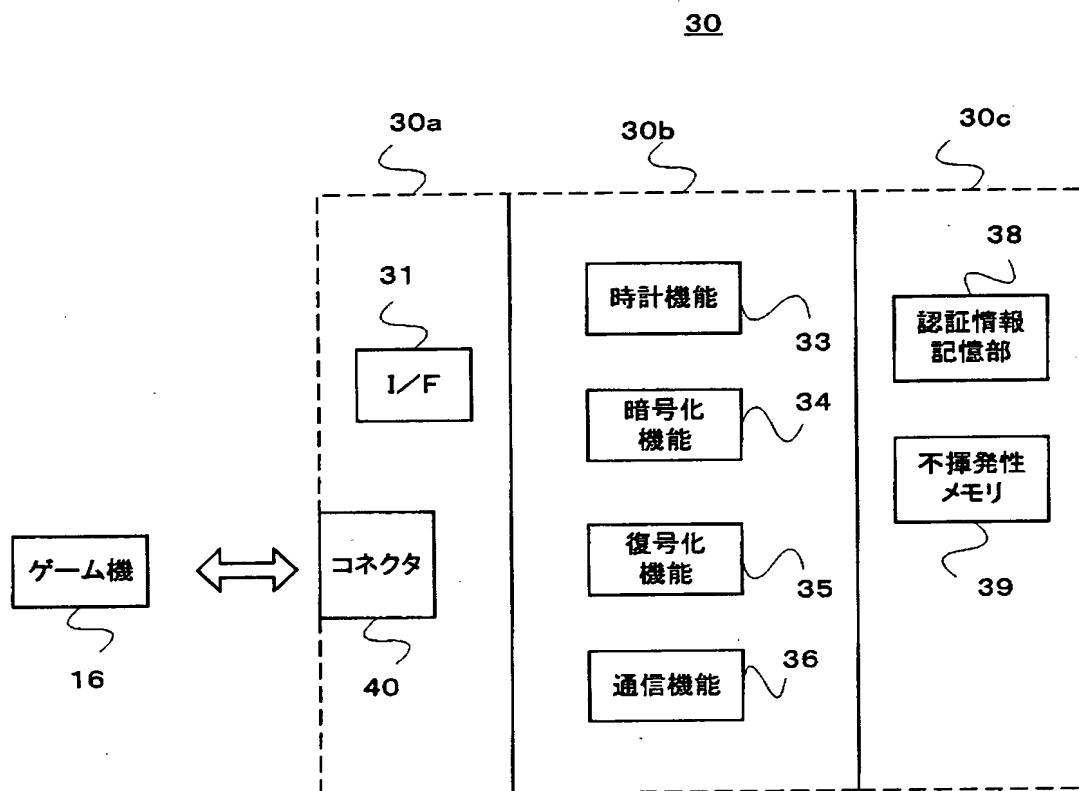 30
30a
30b
30c
31
I/F
時計機能
33
38
認証情報
記憶部
暗号化
機能
34
不揮発性
メモリ
39
ゲーム機
16
コネクタ
40
復号化
機能
35
通信機能
36